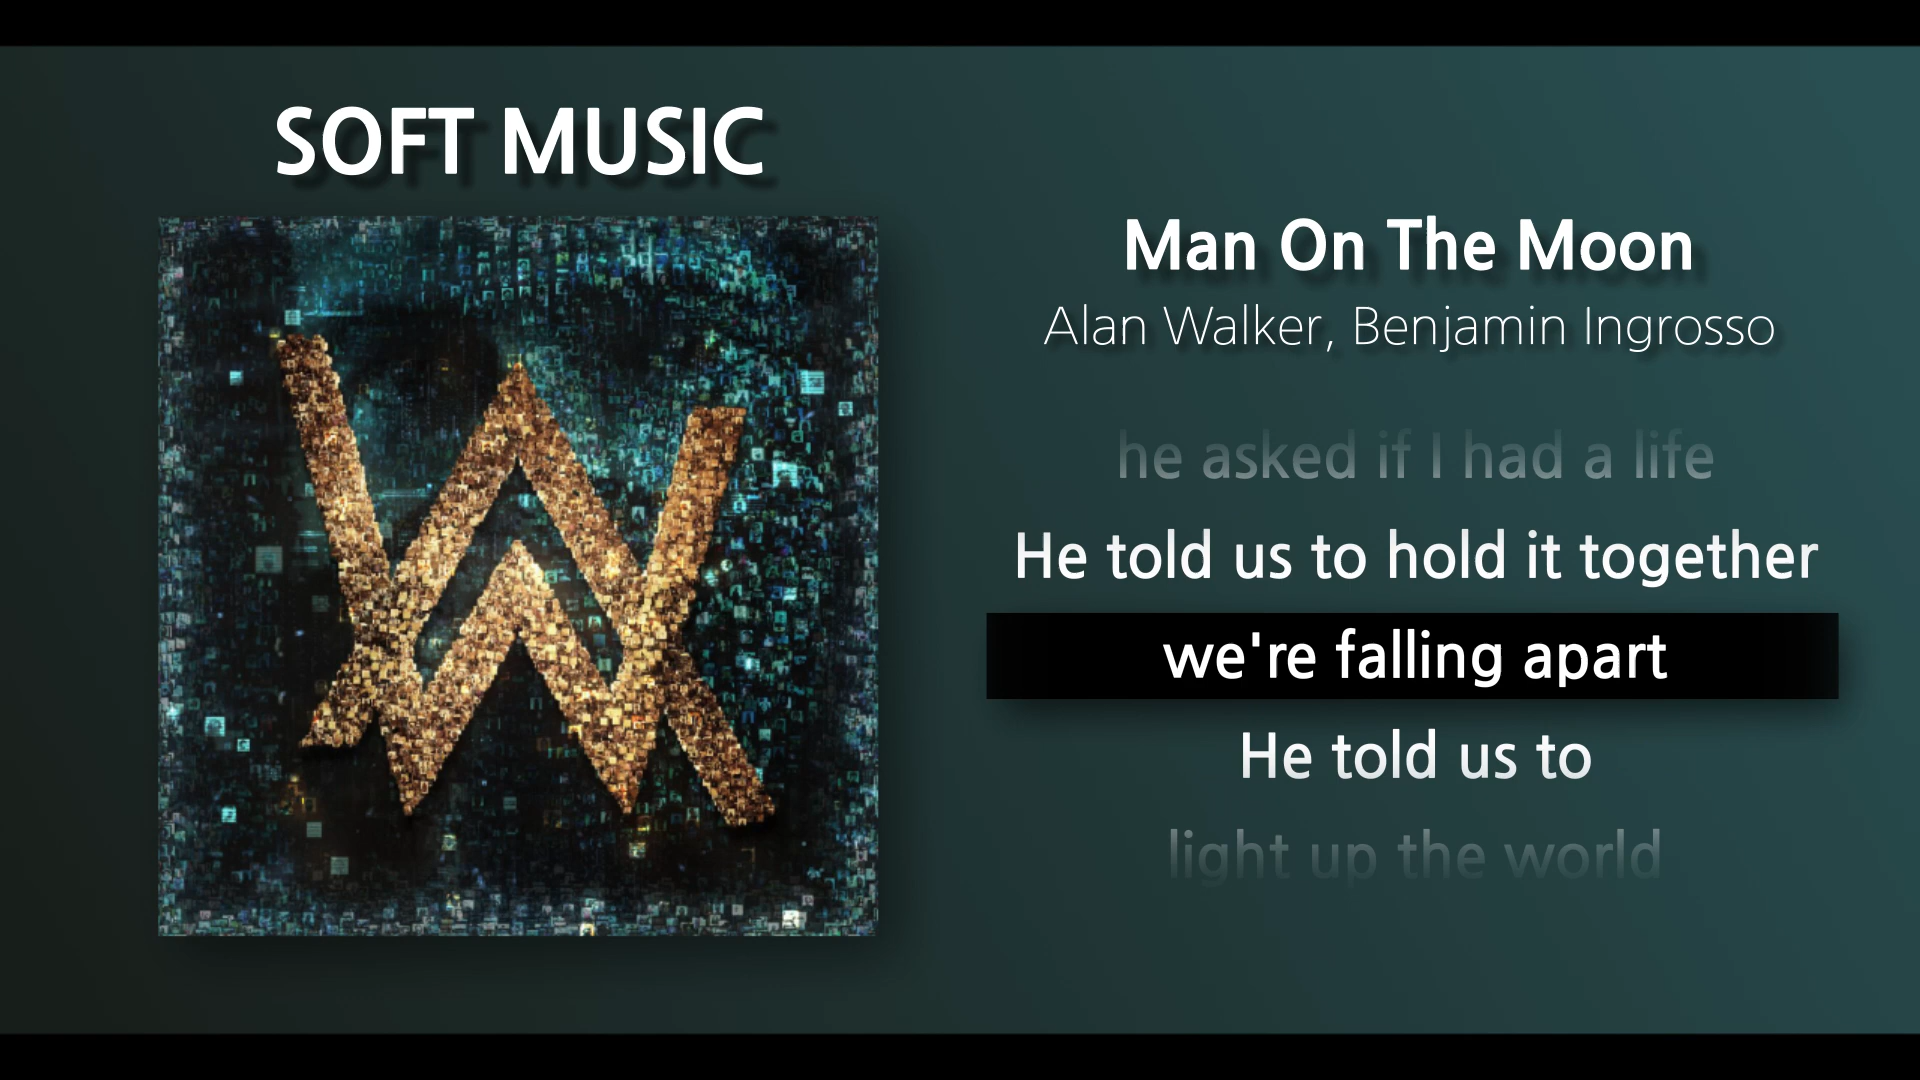 SOFT MUSIC
Man On The Moon
Alan Walker, Benjamin Ingrosso
he asked if I had a life
He told us to hold it together
we're falling apart
He told us to
light up the world